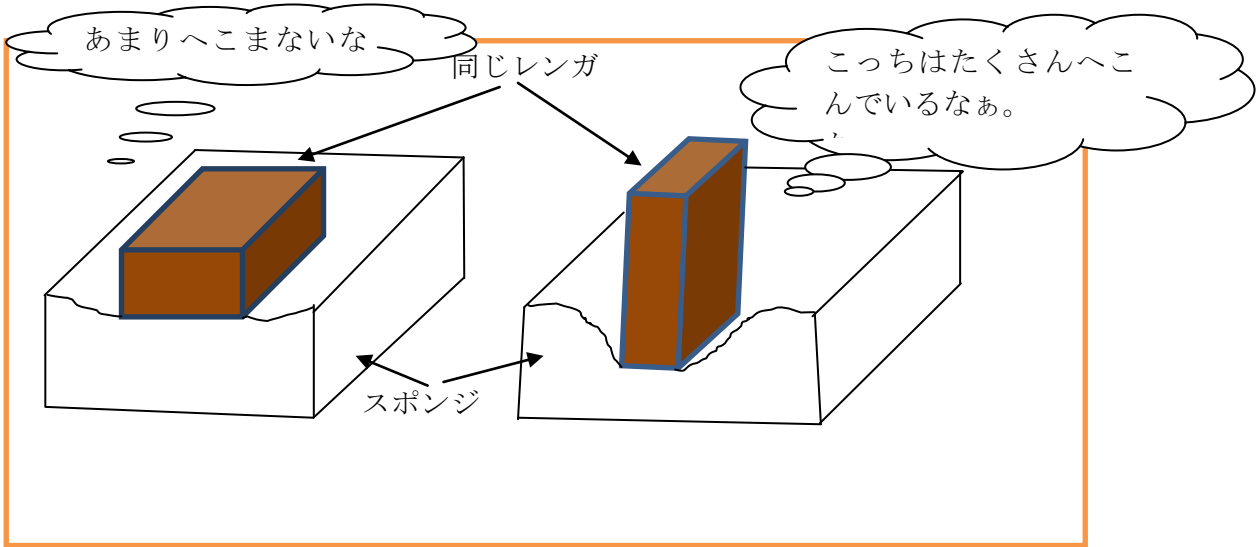 あまりへこまないな
同じレンガ
こっちはたくさんへこ
んでいるなぁ。
スポンジ